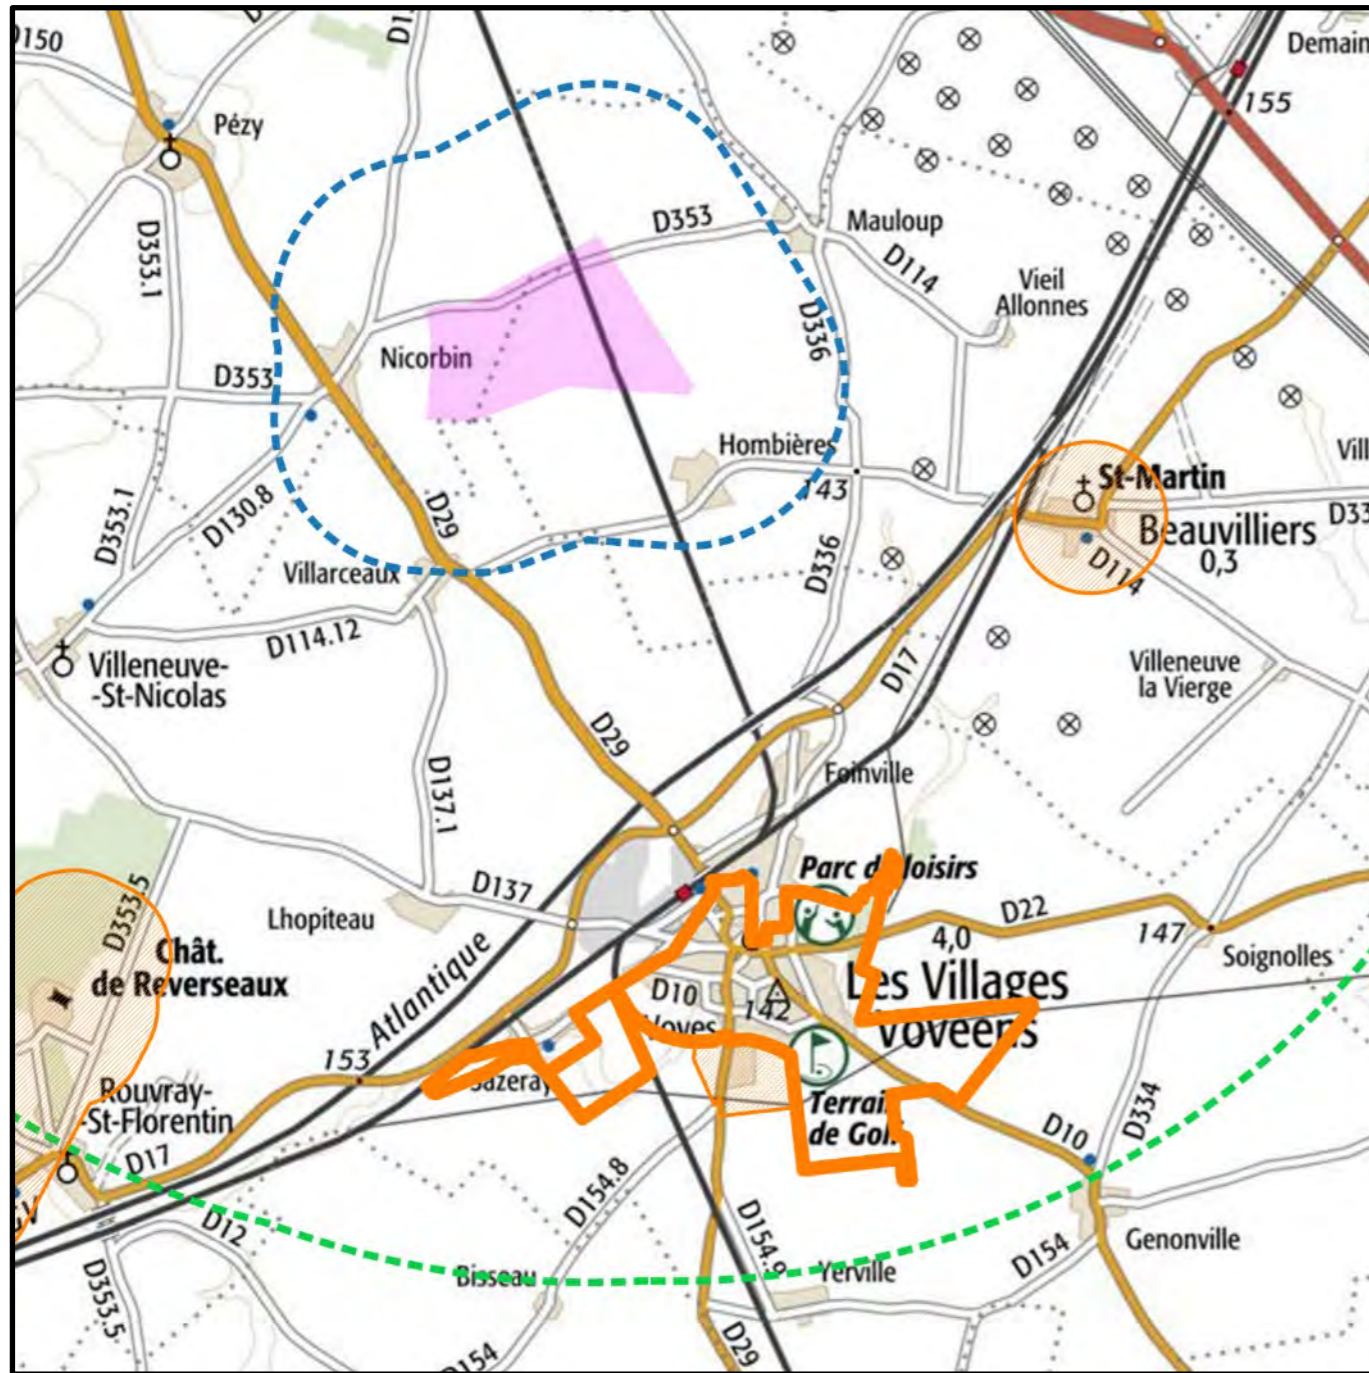 D150
Demain
155
Pézy
D353
Mauloup
D353.1
D114
Vieil
Allonnes
D336
Nicorbin
D353
Hombières
143
St-Martin
Beauvilliers
0,3
D29
D130.8
D353.1
D114
Villarceaux
D336
D114.12
Villeneuve-
-St-Nicolas
D17
Villeneuve
la Vierge
D29
D137.1
Foinville
Parc de loisirs
D137
D353.5
Lhopiteau
D22
147
4,0
Soignolles
Chât.
de Reverseaux
Atlantique
D10
142
Les Villages
Vovéens
Voves
153
Bazeray
Rouvray-
-St-Florentin
Terrain
de Golf
D10
D334
D17
D154.8
D12
D154.9
Genonville
D154
Bisseau
Yerville
D353.5
D29
D154